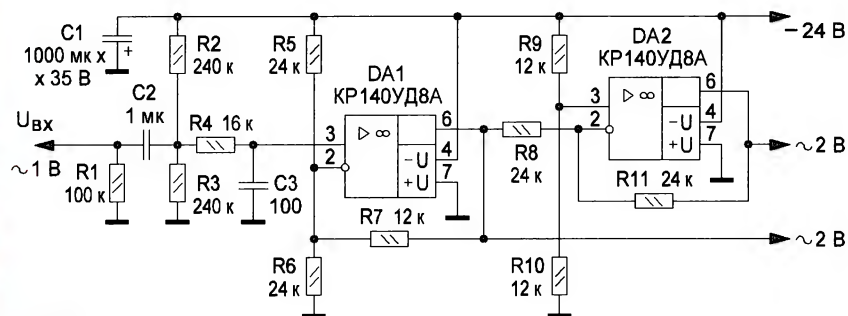 C1
1000 мк х
х 35 В
R2
240 к
R5
24 к
R9
12 к
– 24 В
DA1
КР140УД8А
DA2
КР140УД8А
C2
1 мк
UВХ
~1 В
R1
100 к
R4 16 к
R3
240 к
C3
100
3
2
▷ ∞
– U
+ U
6
4
7
R8
24 к
3
2
▷ ∞
– U
+ U
6
4
7
~2 В
R11 24 к
R7 12 к
~2 В
R6
24 к
R10
12 к